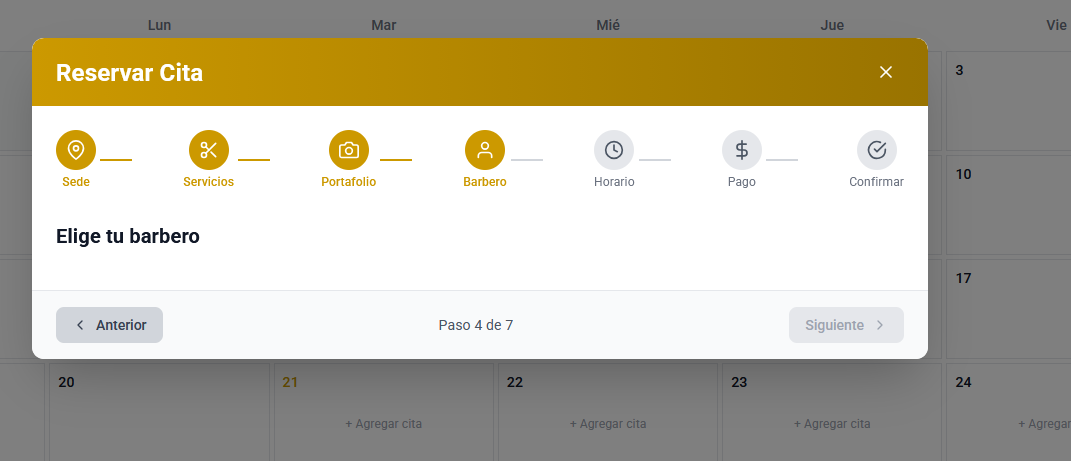 Lun Mar Mié Jue Vie
Reservar Cita
3
Sede Servicios Portafolio Barbero Horario Pago Confirmar
10
Elige tu barbero
17
Anterior Paso 4 de 7 Siguiente
20 21 22 23 24
+ Agregar cita + Agregar cita + Agregar cita + Agregar